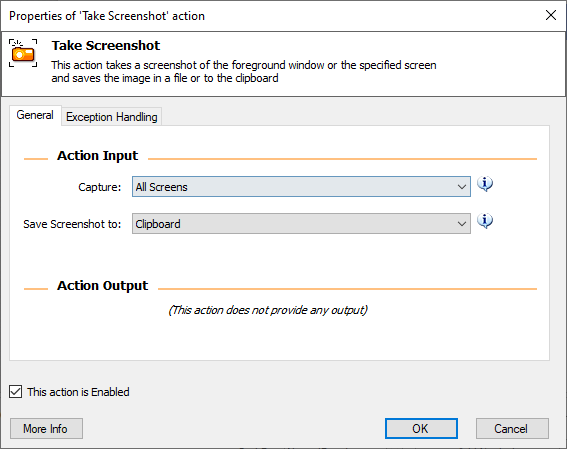 Properties of 'Take Screenshot' action
Take Screenshot
This action takes a screenshot of the foreground window or the specified screen
and saves the image in a file or to the clipboard
General
Exception Handling
Action Input
Capture:
All Screens
Save Screenshot to:
Clipboard
Action Output
(This action does not provide any output)
This action is Enabled
More Info
OK
Cancel